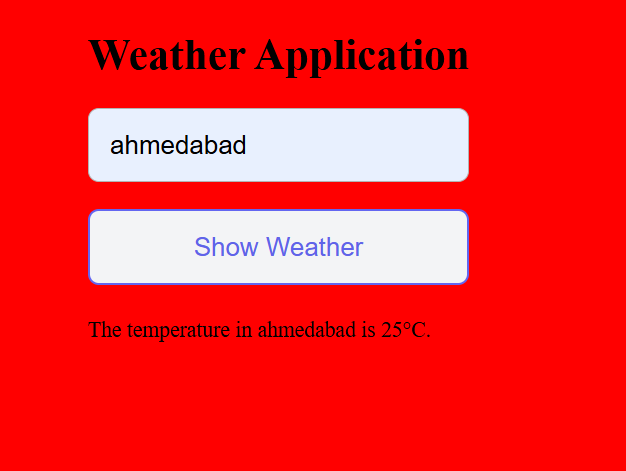 Weather Application
ahmedabad
Show Weather
The temperature in ahmedabad is 25°C.